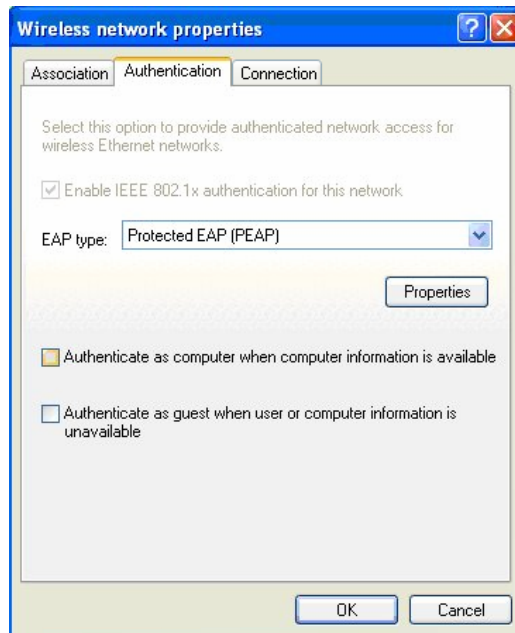 Wireless network properties
Association Authentication Connection
Select this option to provide authenticated network access for
wireless Ethernet networks.
Enable IEEE 802.1x authentication for this network
EAP type: Protected EAP (PEAP)
Properties
Authenticate as computer when computer information is available
Authenticate as guest when user or computer information is
unavailable
OK Cancel